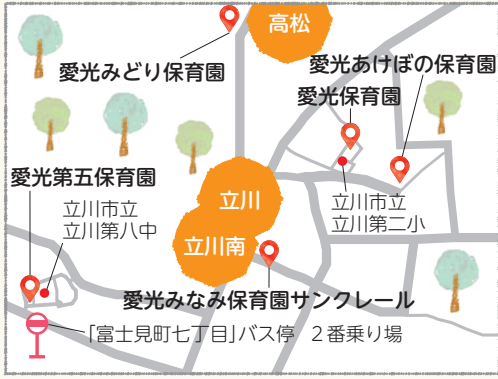 高松
愛光みどり保育園
愛光あけぼの保育園
愛光保育園
愛光第五保育園
立川市立
立川第八中
立川
立川市立
立川第二小
立川南
愛光みなみ保育園サンクレール
「富士見町七丁目」バス停　２番乗り場